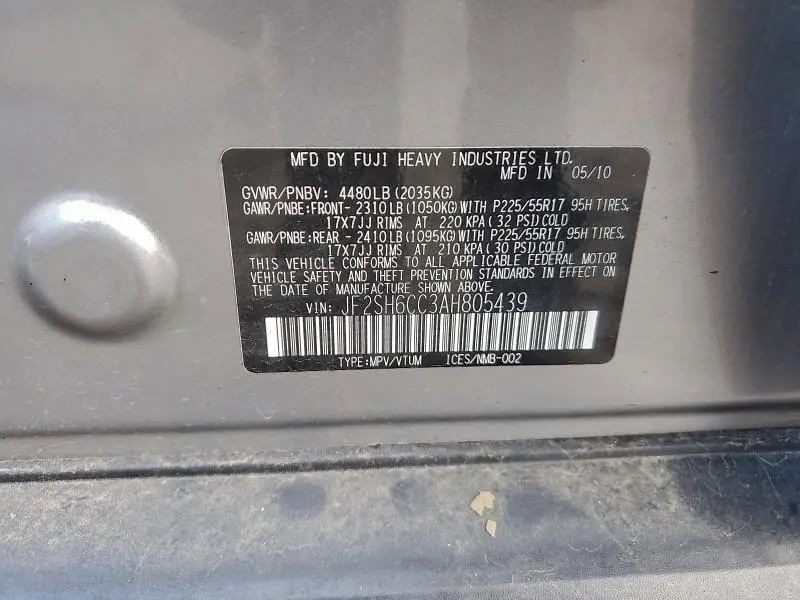 MFD BY FUJI HEAVY INDUSTRIES LTD.
MFD IN 05/10
GVWR/PNBV: 4480LB(2035KG)
GAWR/PNBE:FRONT-2310LB(1050KG)WITH P225/55R17 95H TIRES,
17X7JJ RIMS AT 220 KPA(32 PSI)COLD
GAWR/PNBE:REAR -2410LB(1095KG)WITH P225/55R17 95H TIRES,
17X7JJ RIMS AT 210 KPA(30 PSI)COLD
THIS VEHICLE CONFORMS TO ALL APPLICABLE FEDERAL MOTOR
VEHICLE SAFETY AND THEFT PREVENTION STANDARDS IN EFFECT ON
THE DATE OF MANUFACTURE SHOWN ABOVE.
VIN: JF2SH6CC3AH805439
TYPE:MPV/VTUM ICES/NMB-002